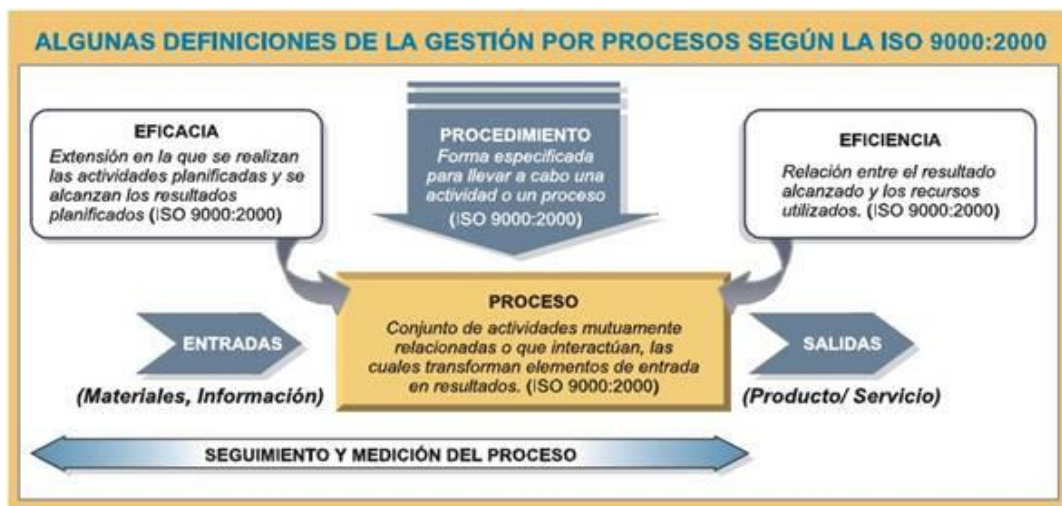 ALGUNAS DEFINICIONES DE LA GESTIÓN POR PROCESOS SEGÚN LA ISO 9000:2000
EFICACIA
Extensión en la que se realizan
las actividades planificadas y se
alcanzan los resultados
planificados (ISO 9000:2000)
PROCEDIMIENTO
Forma especificada
para llevar a cabo una
actividad o un proceso
(ISO 9000:2000)
EFICIENCIA
Relación entre el resultado
alcanzado y los recursos
utilizados. (ISO 9000:2000)
ENTRADAS
(Materiales, Información)
PROCESO
Conjunto de actividades mutuamente
relacionadas o que interactúan, las
cuales transforman elementos de entrada
en resultados. (ISO 9000:2000)
SALIDAS
(Producto/ Servicio)
SEGUIMIENTO Y MEDICIÓN DEL PROCESO